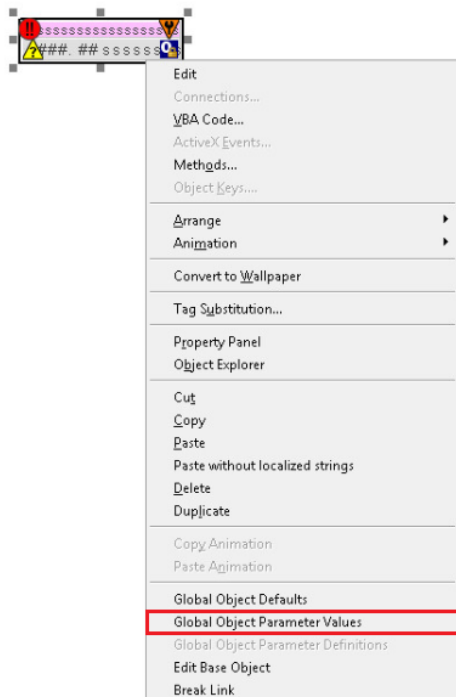 sssssssssssssssss
###.##sssssss
Edit
Connections...
VBA Code...
ActiveX Events...
Methods...
Object Keys....
Arrange
Animation
Convert to Wallpaper
Tag Substitution...
Property Panel
Object Explorer
Cut
Copy
Paste
Paste without localized strings
Delete
Duplicate
Copy Animation
Paste Animation
Global Object Defaults
Global Object Parameter Values
Global Object Parameter Definitions
Edit Base Object
Break Link